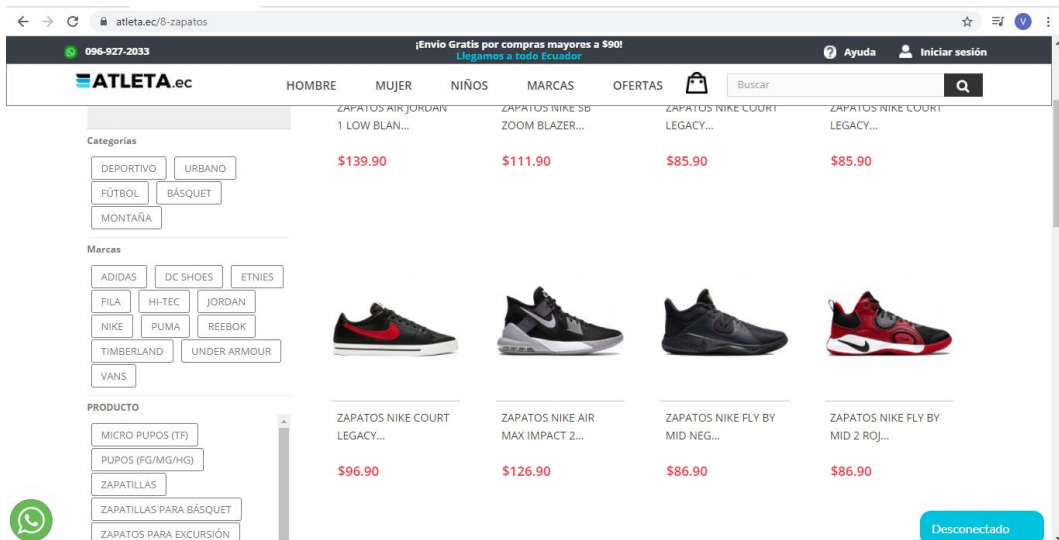 atleta.ec/8-zapatos
V
096-927-2033
¡Envio Gratis por compras mayores a $90!
Llegamos a todo Ecuador
Ayuda
Iniciar sesión
ATLETA.ec
HOMBRE
MUJER
NIÑOS
MARCAS
OFERTAS
Buscar
ZAPATOS AIR JORDAN
1 LOW BLAN...
$139.90
ZAPATOS NIKE SB
ZOOM BLAZER...
$111.90
ZAPATOS NIKE COURT
LEGACY...
$85.90
ZAPATOS NIKE COURT
LEGACY...
$85.90
Categorías
DEPORTIVO
URBANO
FÚTBOL
BÁSQUET
MONTAÑA
Marcas
ADIDAS
DC SHOES
ETNIES
FILA
HI-TEC
JORDAN
NIKE
PUMA
REEBOK
TIMBERLAND
UNDER ARMOUR
VANS
PRODUCTO
MICRO PUPOS (TF)
PUPOS (FG/MG/HG)
ZAPATILLAS
ZAPATILLAS PARA BÁSQUET
ZAPATOS PARA EXCURSIÓN
ZAPATOS NIKE COURT
LEGACY...
$96.90
ZAPATOS NIKE AIR
MAX IMPACT 2...
$126.90
ZAPATOS NIKE FLY BY
MID NEG...
$86.90
ZAPATOS NIKE FLY BY
MID 2 ROJ...
$86.90
Desconectado